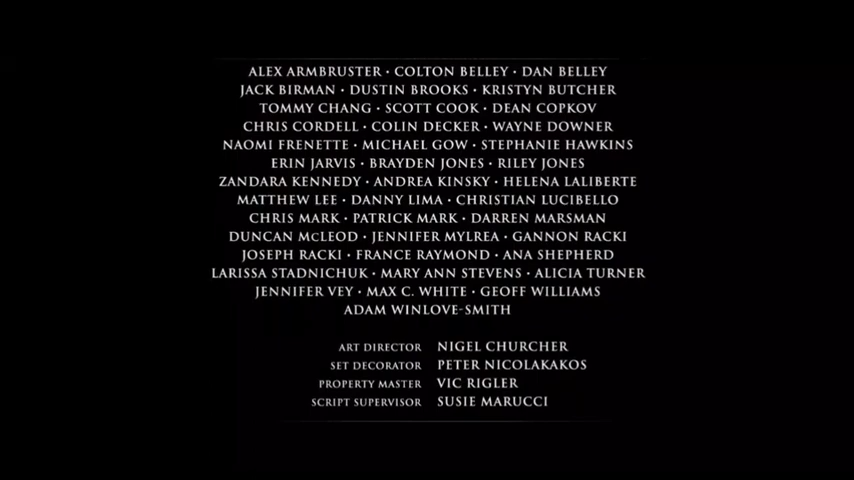 ALEX ARMBRUSTER • COLTON BELLEY • DAN BELLEY
JACK BIRMAN • DUSTIN BROOKS • KRISTYN BUTCHER
TOMMY CHANG • SCOTT COOK • DEAN COPKOV
CHRIS CORDELL • COLIN DECKER • WAYNE DOWNER
NAOMI FRENETTE • MICHAEL GOW • STEPHANIE HAWKINS
ERIN JARVIS • BRAYDEN JONES • RILEY JONES
ZANDARA KENNEDY • ANDREA KINSKY • HELENA LALIBERTE
MATTHEW LEE • DANNY LIMA • CHRISTIAN LUCIBELLO
CHRIS MARK • PATRICK MARK • DARREN MARSMAN
DUNCAN McLEOD • JENNIFER MYLREA • GANNON RACKI
JOSEPH RACKI • FRANCE RAYMOND • ANA SHEPHERD
LARISSA STADNICHUK • MARY ANN STEVENS • ALICIA TURNER
JENNIFER VEY • MAX C. WHITE • GEOFF WILLIAMS
ADAM WINLOVE-SMITH
ART DIRECTOR NIGEL CHURCHER
SET DECORATOR PETER NICOLAKAKOS
PROPERTY MASTER VIC RIGLER
SCRIPT SUPERVISOR SUSIE MARUCCI